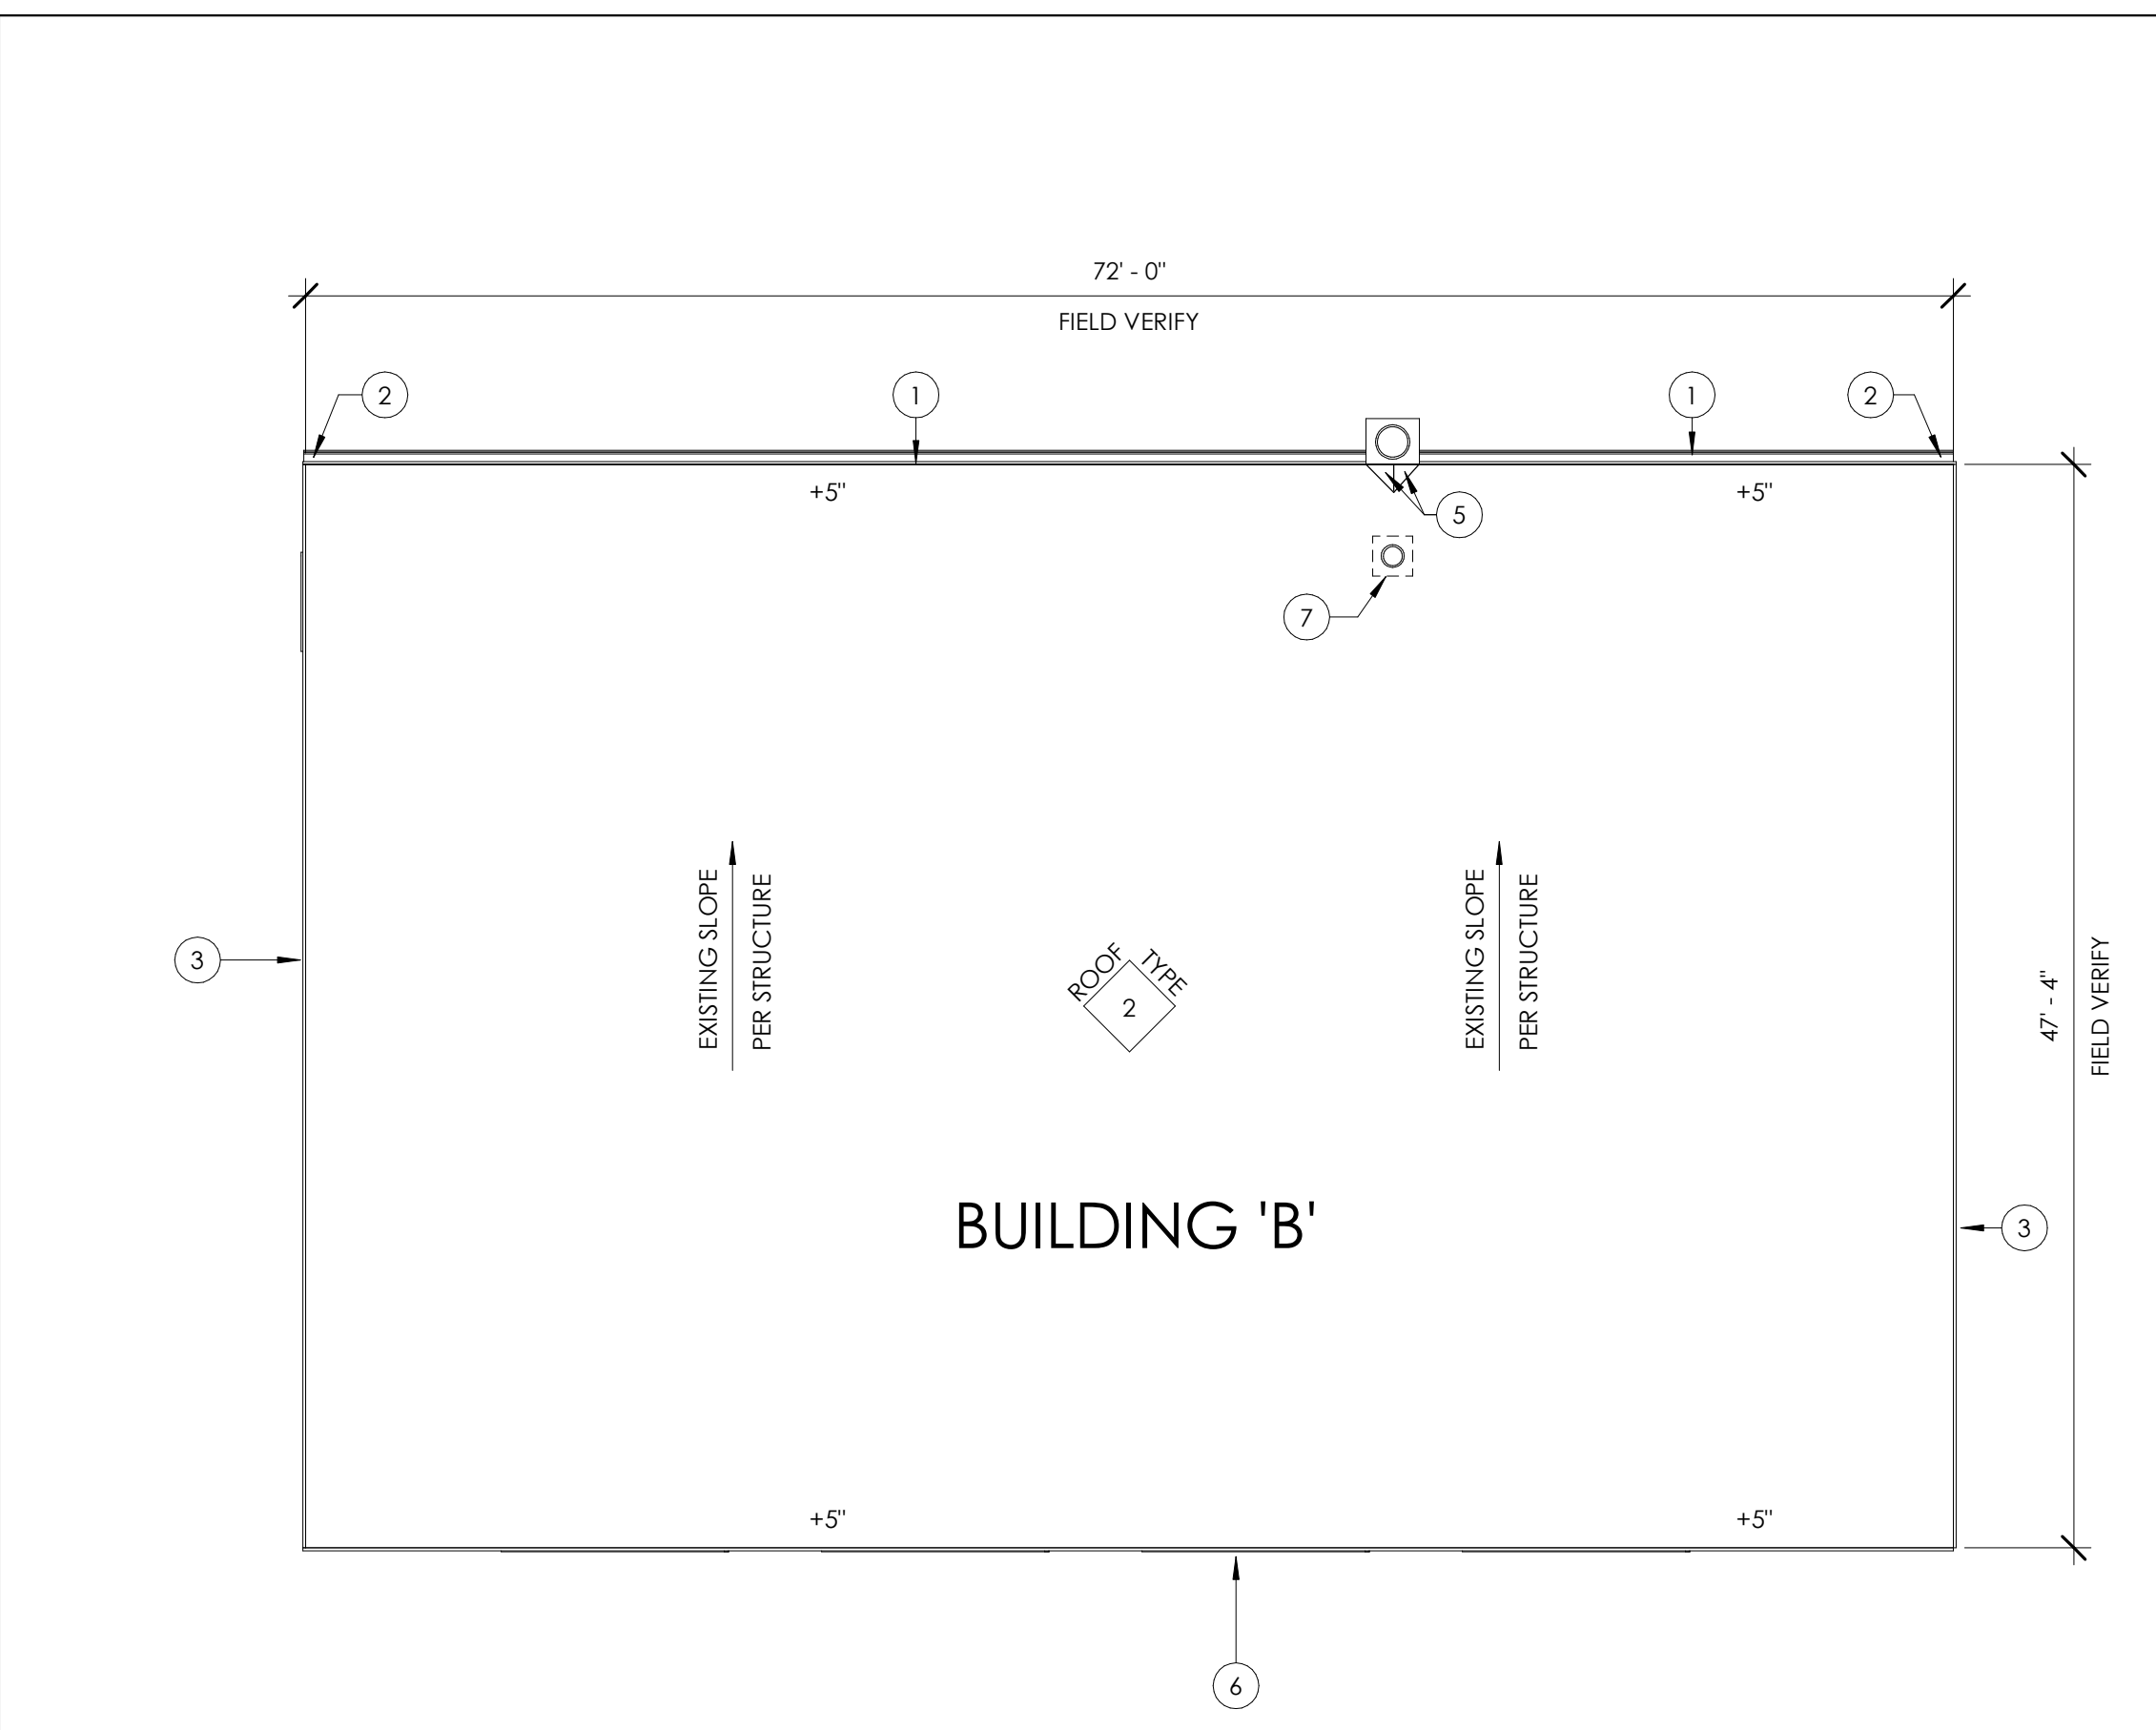 72' - 0"
FIELD VERIFY
2
1
1
2
+5"
+5"
5
7
EXISTING SLOPE
PER STRUCTURE
EXISTING SLOPE
PER STRUCTURE
3
ROOF TYPE
2
47' - 4"
FIELD VERIFY
BUILDING 'B'
3
+5"
+5"
6